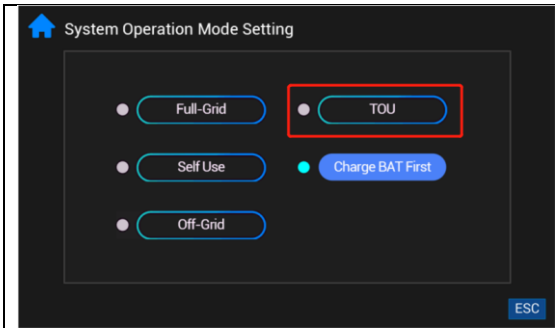 System Operation Mode Setting
Full-Grid
TOU
Self Use
Charge BAT First
Off-Grid
ESC